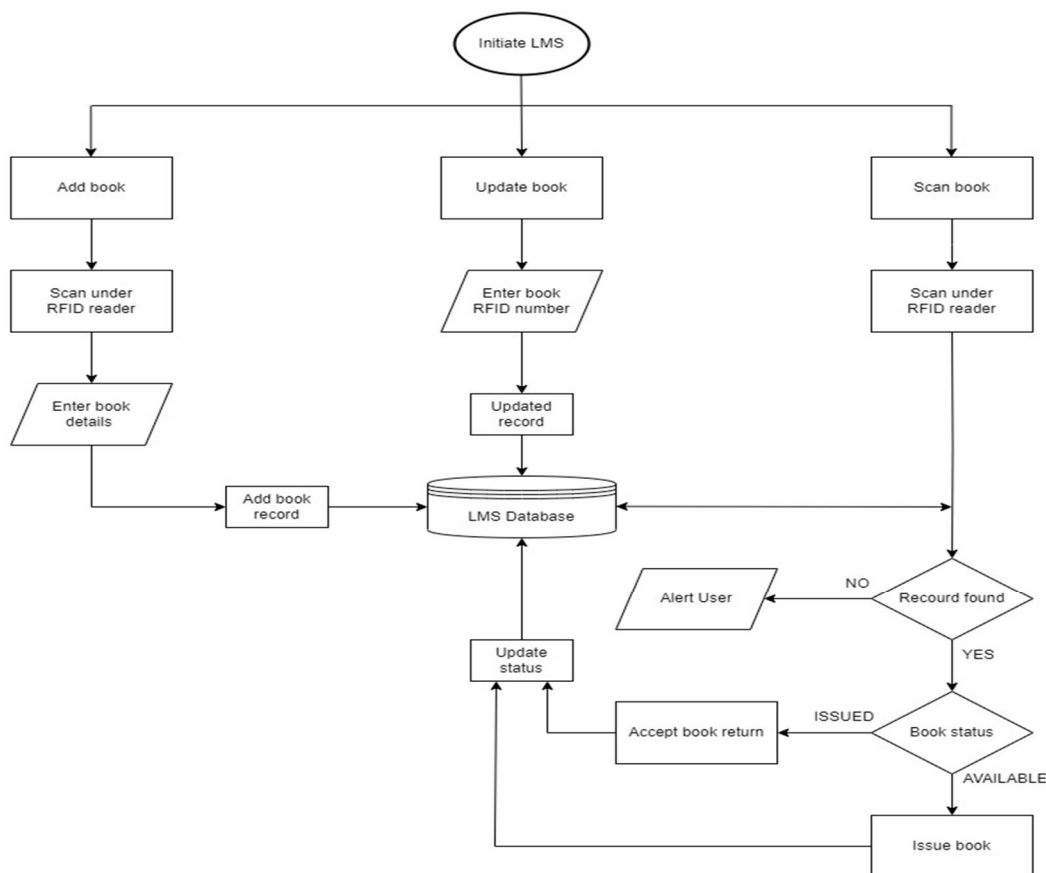 Initiate LMS
Add book
Update book
Scan book
Scan under
RFID reader
Enter book
RFID number
Scan under
RFID reader
Enter book
details
Updated
record
Add book
record
LMS Database
Alert User
NO
Recourd found
YES
Update
status
Accept book return
ISSUED
Book status
AVAILABLE
Issue book